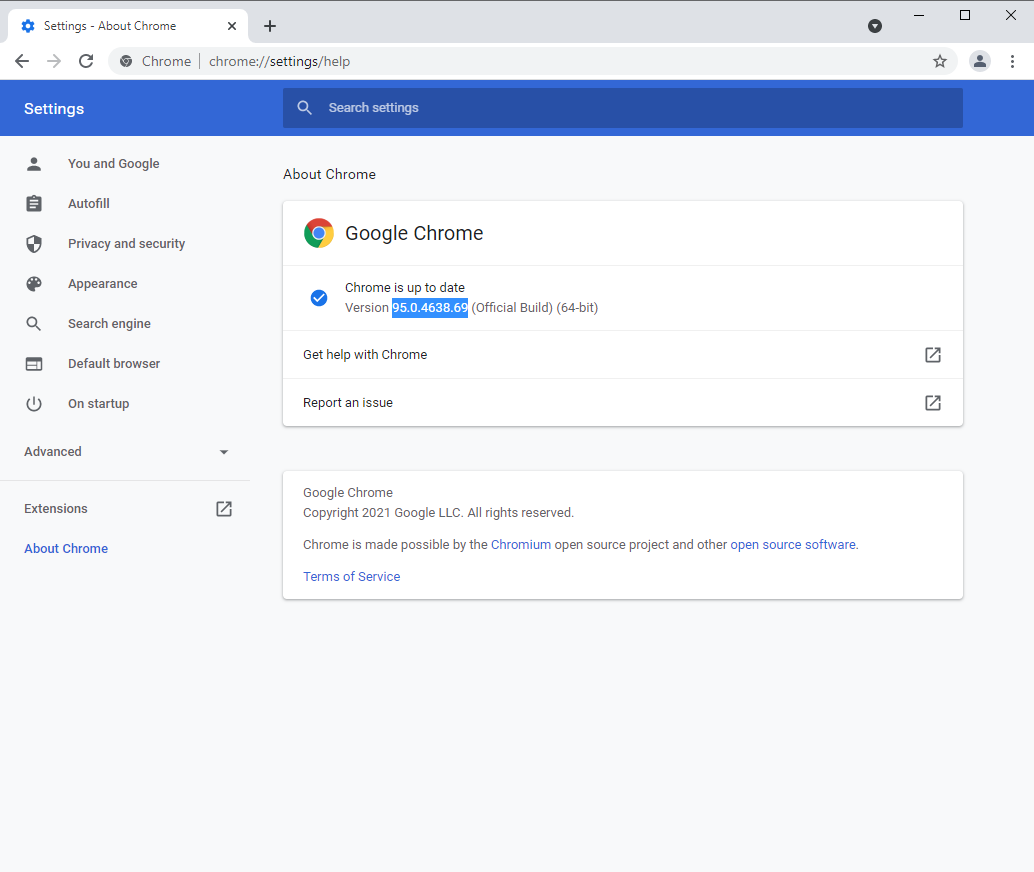 Settings - About Chrome
Chrome chrome://settings/help
Settings
Search settings
You and Google
Autofill
Privacy and security
Appearance
Search engine
Default browser
On startup
Advanced
Extensions
About Chrome
About Chrome
Google Chrome
Chrome is up to date
Version 95.0.4638.69 (Official Build) (64-bit)
Get help with Chrome
Report an issue
Google Chrome
Copyright 2021 Google LLC. All rights reserved.
Chrome is made possible by the Chromium open source project and other open source software.
Terms of Service